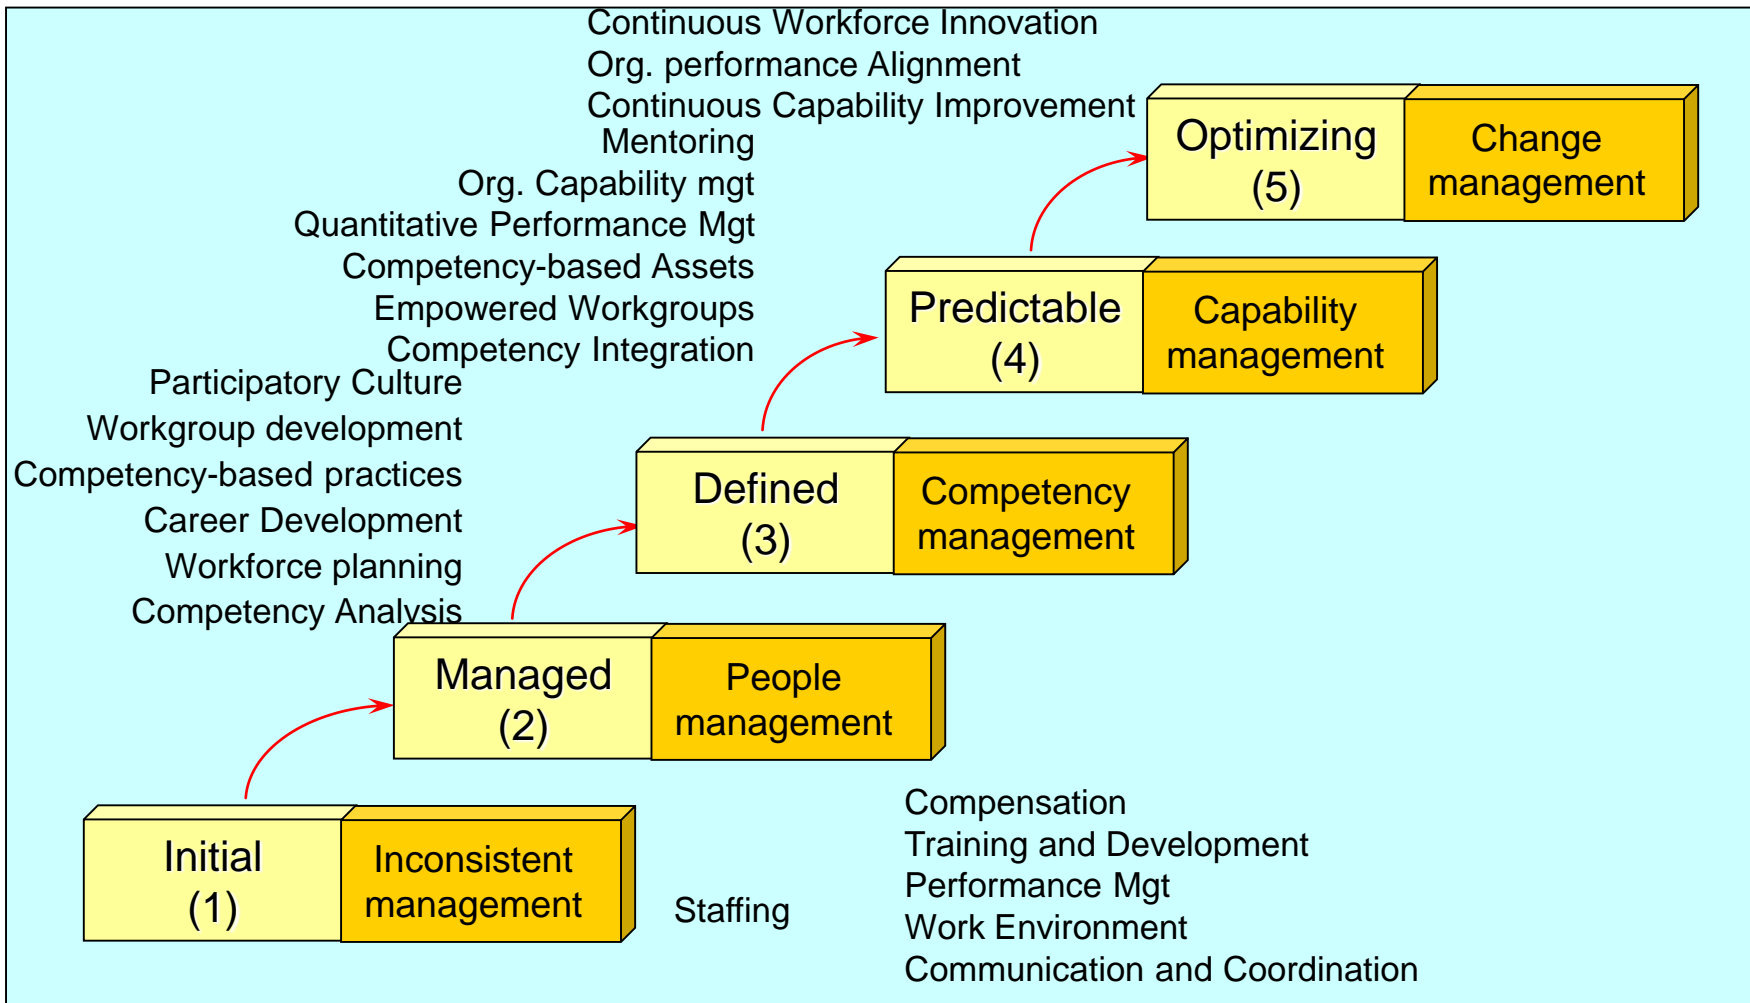 Continuous Workforce Innovation
Org. performance Alignment
Continuous Capability Improvement
Optimizing
(5)
Change
management
Mentoring
Org. Capability mgt
Quantitative Performance Mgt
Competency-based Assets
Empowered Workgroups
Competency Integration
Predictable
(4)
Capability
management
Participatory Culture
Workgroup development
Competency-based practices
Career Development
Workforce planning
Competency Analysis
Defined
(3)
Competency
management
Managed
(2)
People
management
Initial
(1)
Inconsistent
management
Staffing
Compensation
Training and Development
Performance Mgt
Work Environment
Communication and Coordination